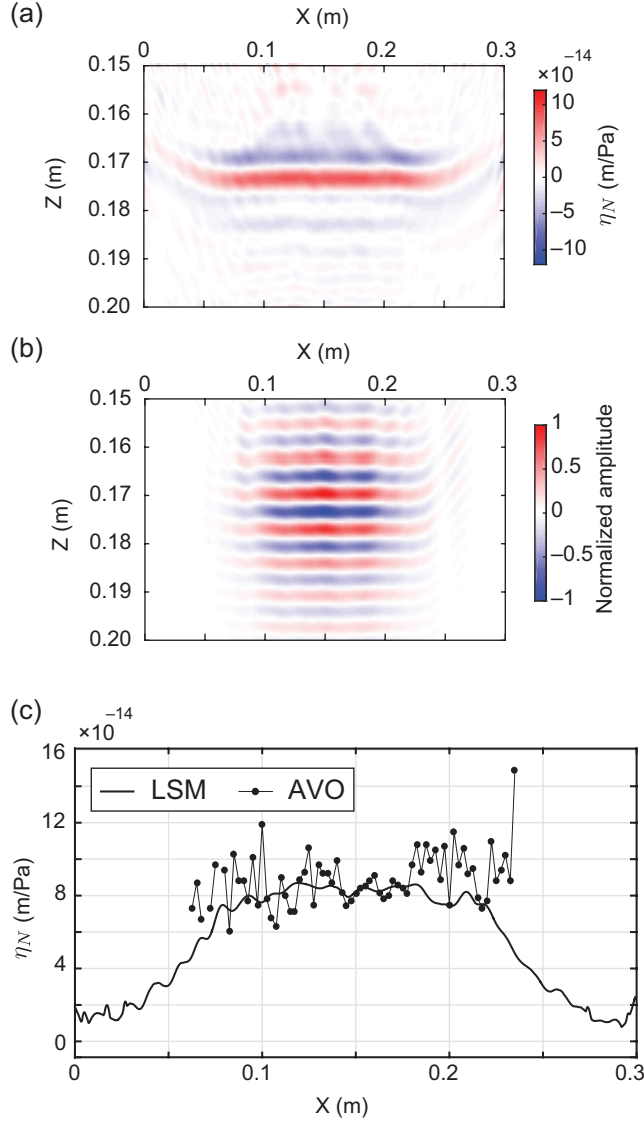 (a)
X (m)
0 0.1 0.2 0.3
0.15
0.16
0.17
0.18
0.19
0.20
Z (m)
×10−14
10
5
0
−5
−10
ηN (m/Pa)
(b)
X (m)
0 0.1 0.2 0.3
0.15
0.16
0.17
0.18
0.19
0.20
Z (m)
1
0.5
0
−0.5
−1
Normalized amplitude
(c)
×10−14
16
12
8
4
0
ηN (m/Pa)
LSM AVO
0 0.1 0.2 0.3
X (m)